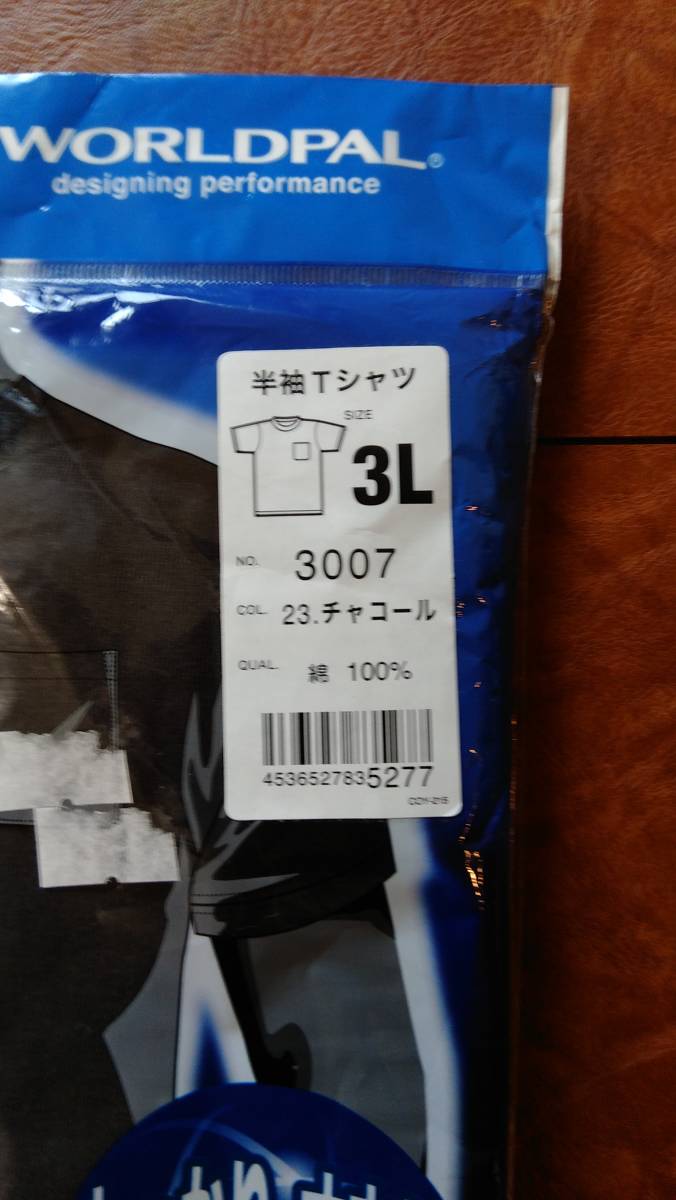 WORLDPAL®
designing performance
半袖Tシャツ
SIZE
3L
NO. 3007
COL. 23.チャコール
QUAL. 綿 100%
4536527835277